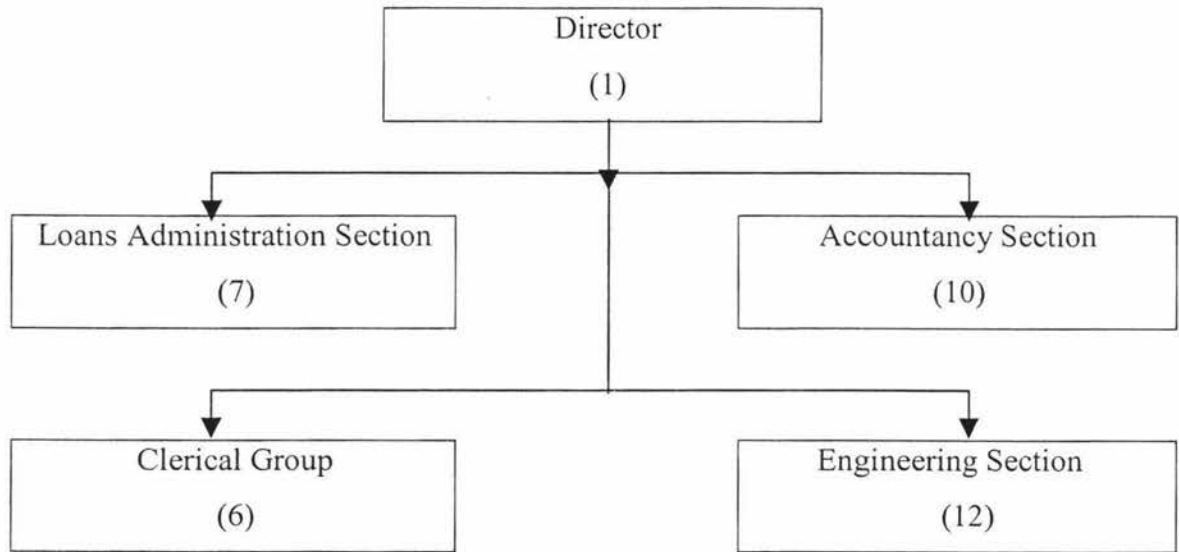 Director
(1)
Loans Administration Section
(7)
Accountancy Section
(10)
Clerical Group
(6)
Engineering Section
(12)